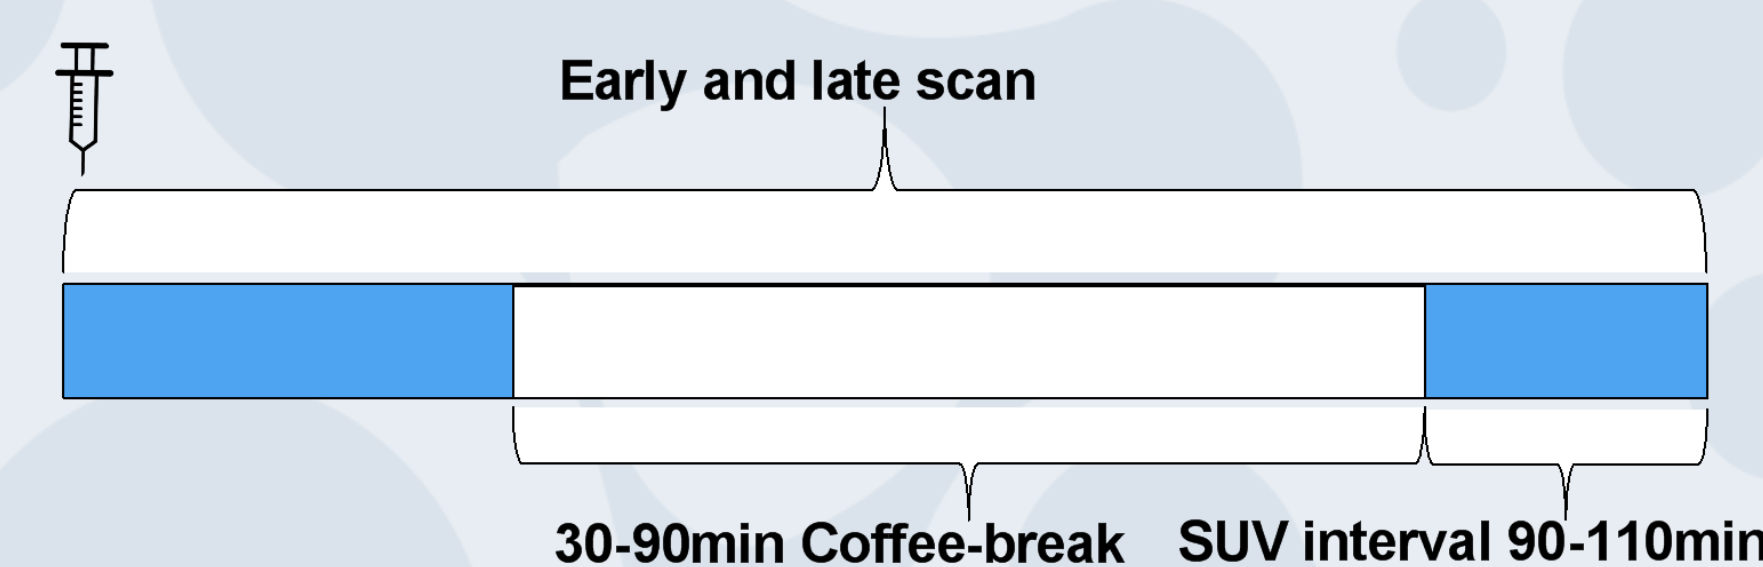 Early and late scan
30-90min Coffee-break
SUV interval 90-110min